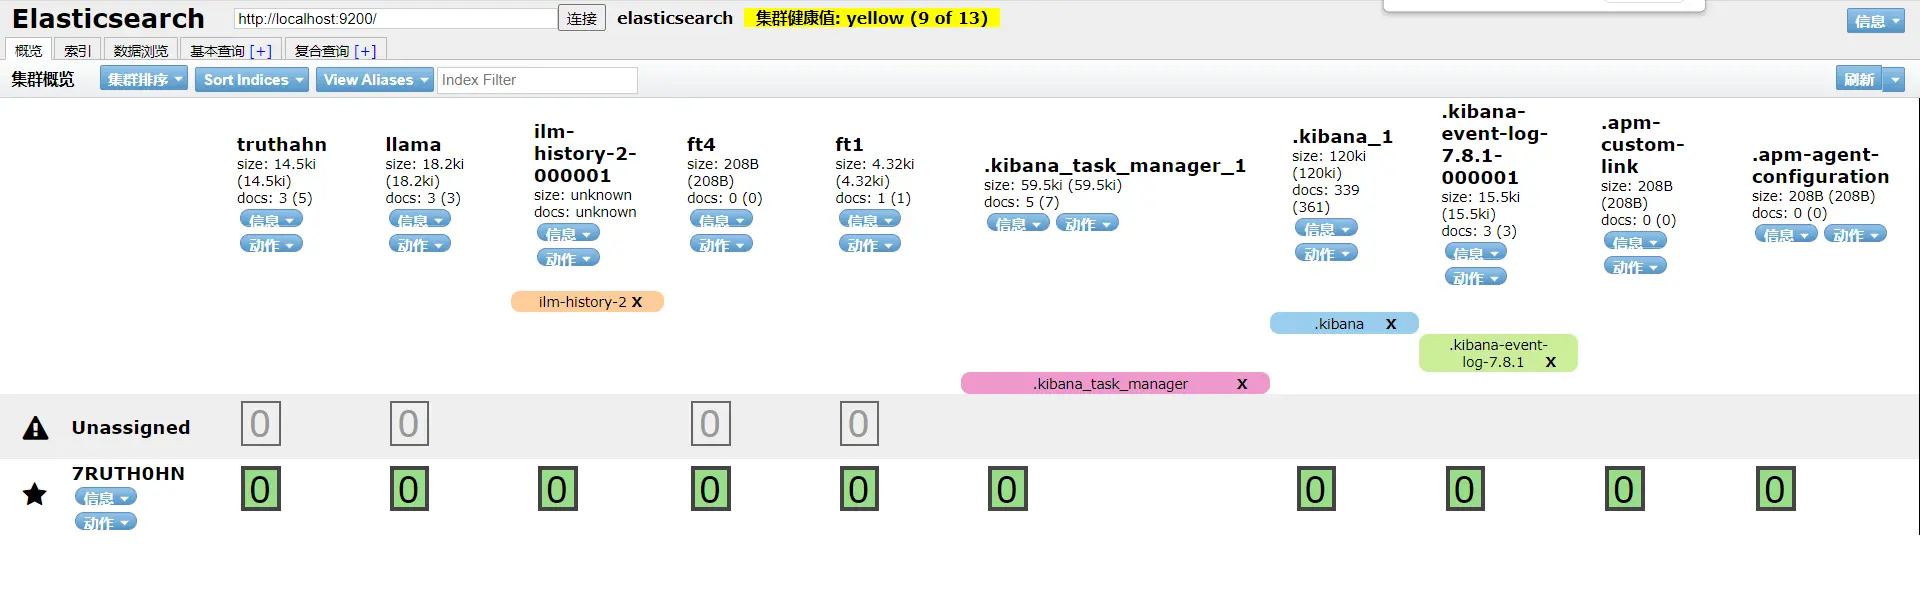 Elasticsearch
http://localhost:9200/
连接
elasticsearch
集群健康值: yellow (9 of 13)
信息
概览
索引
数据浏览
基本查询 [+]
复合查询 [+]
集群概览
集群排序
Sort Indices
View Aliases
Index Filter
刷新
truthahn
size: 14.5ki
(14.5ki)
docs: 3 (5)
信息
动作
llama
size: 18.2ki
(18.2ki)
docs: 3 (3)
信息
动作
ilm-
history-2-
000001
size: unknown
docs: unknown
信息
动作
ft4
size: 208B
(208B)
docs: 0 (0)
信息
动作
ft1
size: 4.32ki
(4.32ki)
docs: 1 (1)
信息
动作
.kibana_task_manager_1
size: 59.5ki (59.5ki)
docs: 5 (7)
信息
动作
.kibana_1
size: 120ki
(120ki)
docs: 339
(361)
信息
动作
.kibana-
event-log-
7.8.1-
000001
size: 15.5ki
(15.5ki)
docs: 3 (3)
信息
动作
.apm-
custom-
link
size: 208B
(208B)
docs: 0 (0)
信息
动作
.apm-agent-
configuration
size: 208B (208B)
docs: 0 (0)
信息
动作
ilm-history-2 X
.kibana X
.kibana-event-
log-7.8.1 X
.kibana_task_manager X
Unassigned
0 0 0 0
7RUTH0HN
信息
动作
0 0 0 0 0 0 0 0 0 0